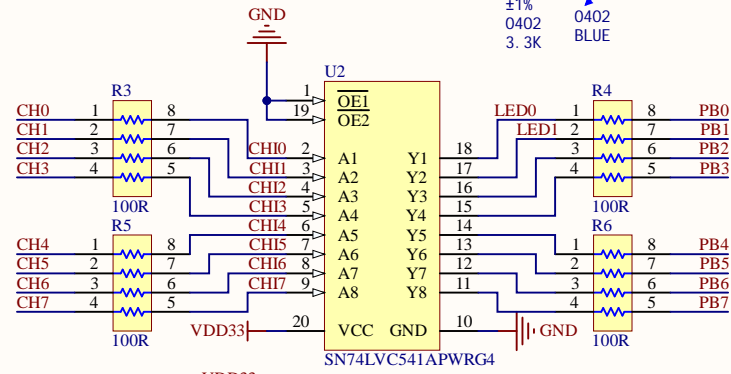 ±1%
0402
3.3K
0402
BLUE
GND
U2
1 OE1
19 OE2
R3
CH0 1 8
CH1 2 7
CH2 3 6
CH3 4 5
100R
R5
CH4 1 8
CH5 2 7
CH6 3 6
CH7 4 5
100R
CHI0 2 A1 Y1 18
CHI1 3 A2 Y2 17
CHI2 4 A3 Y3 16
CHI3 5 A4 Y4 15
CHI4 6 A5 Y5 14
CHI5 7 A6 Y6 13
CHI6 8 A7 Y7 12
CHI7 9 A8 Y8 11
VDD33 20 VCC GND 10 GND
SN74LVC541APWRG4
R4
LED0 1 8 PB0
LED1 2 7 PB1
3 6 PB2
4 5 PB3
100R
R6
1 8 PB4
2 7 PB5
3 6 PB6
4 5 PB7
100R